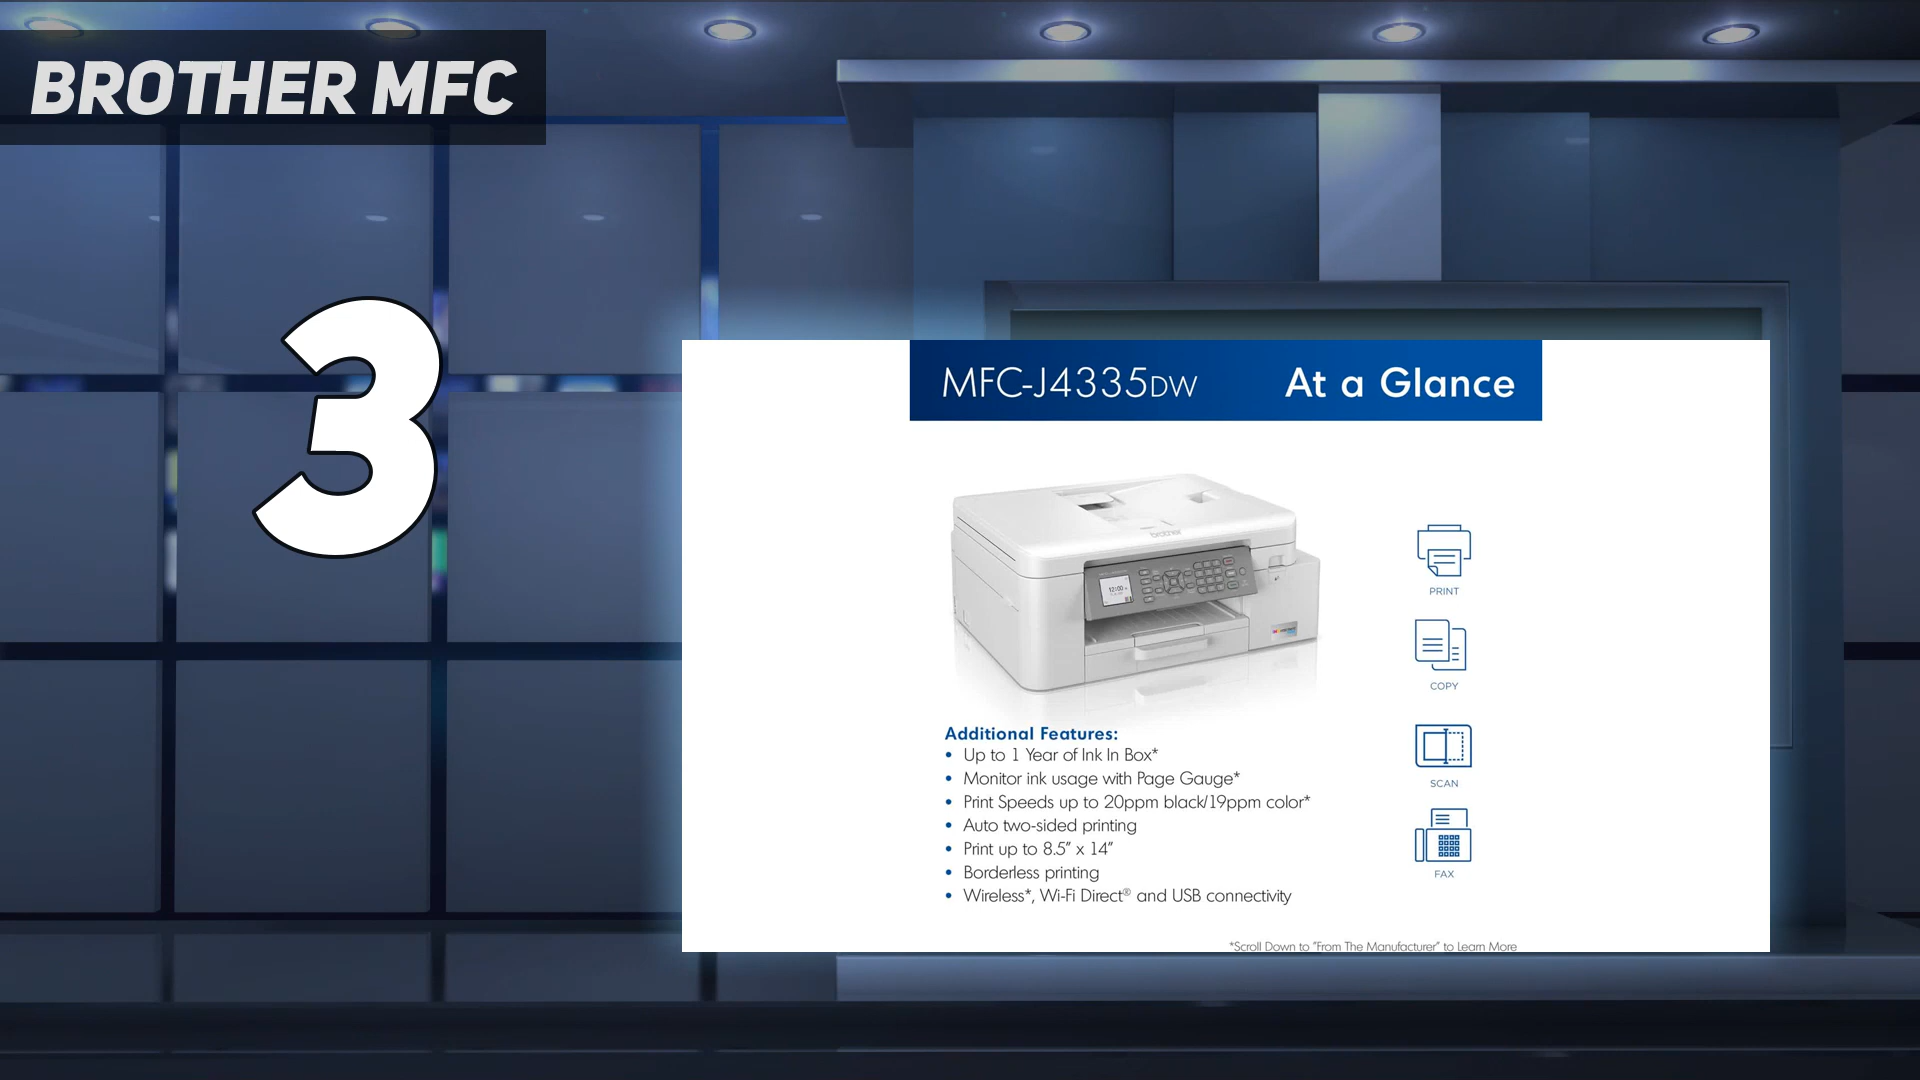 BROTHER MFC
3
MFC-J4335DW At a Glance
brother
12:00
PRINT
COPY
SCAN
FAX
Additional Features:
• Up to 1 Year of Ink In Box*
• Monitor ink usage with Page Gauge*
• Print Speeds up to 20ppm black/19ppm color*
• Auto two-sided printing
• Print up to 8.5” x 14”
• Borderless printing
• Wireless*, Wi-Fi Direct® and USB connectivity
*Scroll Down to “From The Manufacturer” to Learn More